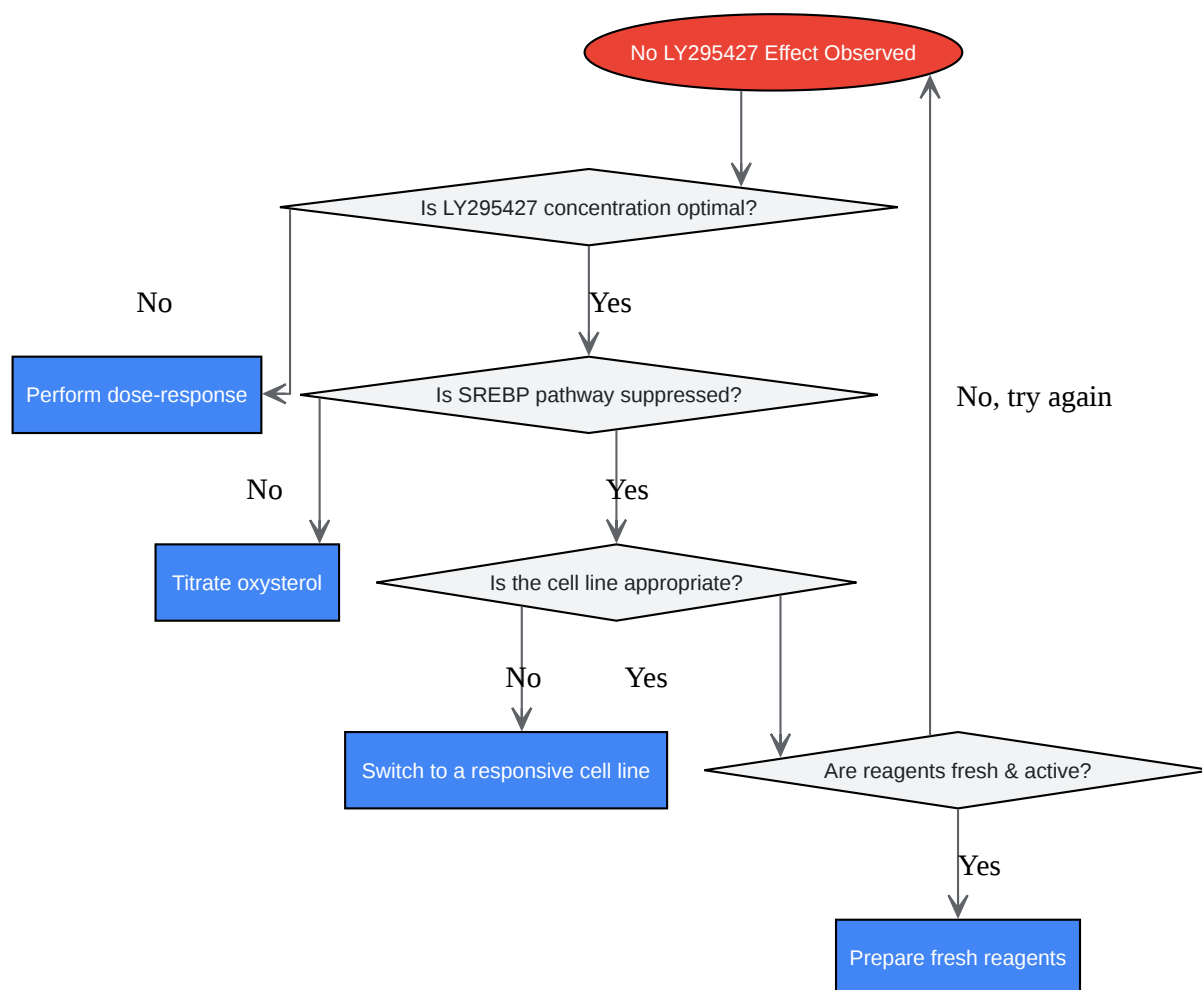 No LY295427 Effect Observed
Is LY295427 concentration optimal?
No
Yes
Perform dose-response
Is SREBP pathway suppressed?
No, try again
No
Yes
Titrate oxysterol
Is the cell line appropriate?
No
Yes
Switch to a responsive cell line
Are reagents fresh & active?
Yes
Prepare fresh reagents